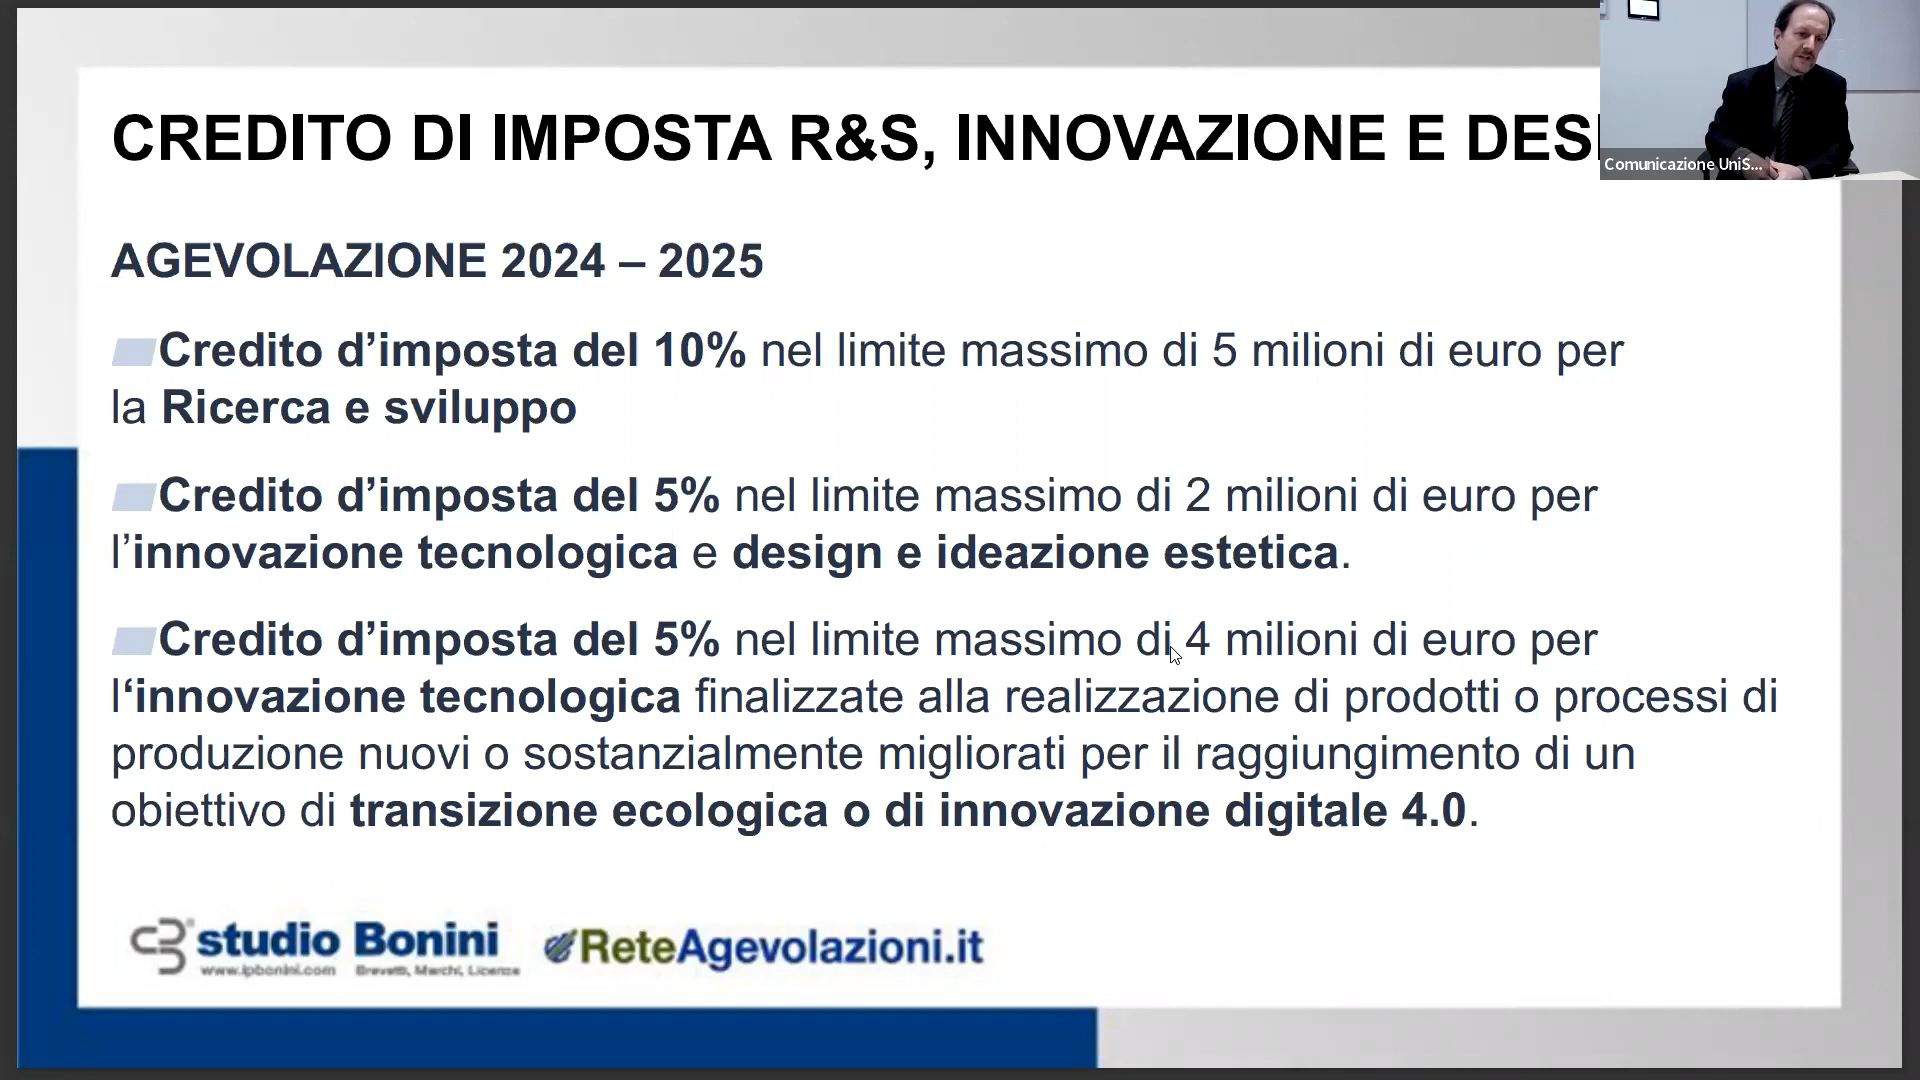 CREDITO DI IMPOSTA R&S, INNOVAZIONE E DES
Comunicazione UniS...
AGEVOLAZIONE 2024 – 2025
Credito d’imposta del 10% nel limite massimo di 5 milioni di euro per
la Ricerca e sviluppo
Credito d’imposta del 5% nel limite massimo di 2 milioni di euro per
l’innovazione tecnologica e design e ideazione estetica.
Credito d’imposta del 5% nel limite massimo di 4 milioni di euro per
l‘innovazione tecnologica finalizzate alla realizzazione di prodotti o processi di
produzione nuovi o sostanzialmente migliorati per il raggiungimento di un
obiettivo di transizione ecologica o di innovazione digitale 4.0.
studio Bonini
www.ipbonini.com Brevetti, Marchi, Licenze
ReteAgevolazioni.it